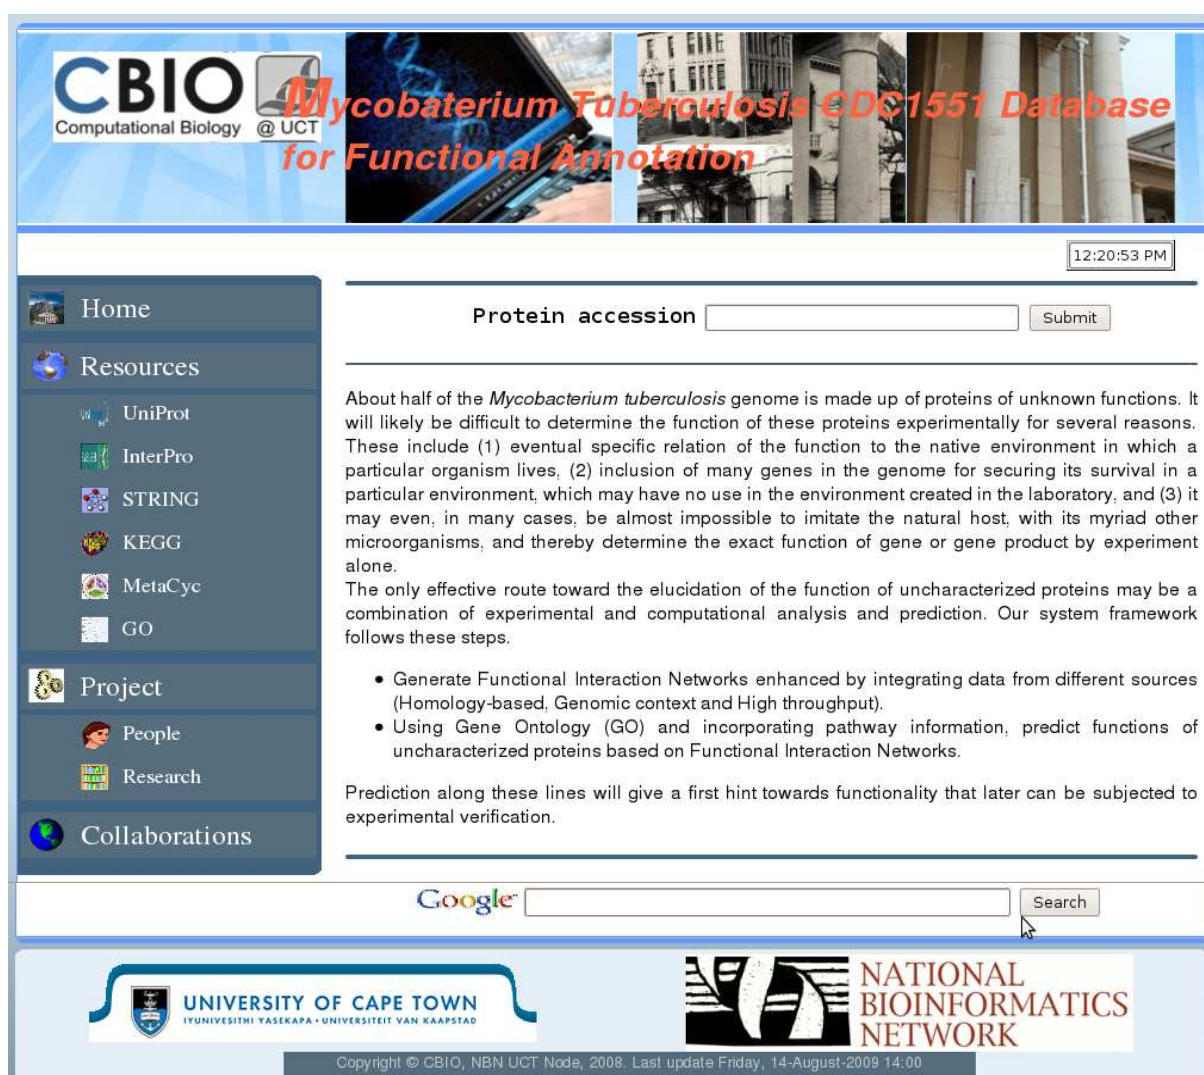 CBIO
Computational Biology @ UCT
Mycobaterium Tuberculosis CDC1551 Database
for Functional Annotation
12:20:53 PM
Home
Resources
UniProt
InterPro
STRING
KEGG
MetaCyc
GO
Project
People
Research
Collaborations
Protein accession Submit
About half of the Mycobacterium tuberculosis genome is made up of proteins of unknown functions. It
will likely be difficult to determine the function of these proteins experimentally for several reasons.
These include (1) eventual specific relation of the function to the native environment in which a
particular organism lives, (2) inclusion of many genes in the genome for securing its survival in a
particular environment, which may have no use in the environment created in the laboratory, and (3) it
may even, in many cases, be almost impossible to imitate the natural host, with its myriad other
microorganisms, and thereby determine the exact function of gene or gene product by experiment
alone.
The only effective route toward the elucidation of the function of uncharacterized proteins may be a
combination of experimental and computational analysis and prediction. Our system framework
follows these steps.
• Generate Functional Interaction Networks enhanced by integrating data from different sources
(Homology-based, Genomic context and High throughput).
• Using Gene Ontology (GO) and incorporating pathway information, predict functions of
uncharacterized proteins based on Functional Interaction Networks.
Prediction along these lines will give a first hint towards functionality that later can be subjected to
experimental verification.
Google Search
UNIVERSITY OF CAPE TOWN
IYUNIVESITHI YASEKAPA • UNIVERSITEIT VAN KAAPSTAD
NATIONAL
BIOINFORMATICS
NETWORK
Copyright © CBIO, NBN UCT Node, 2008. Last update Friday, 14-August-2009 14:00